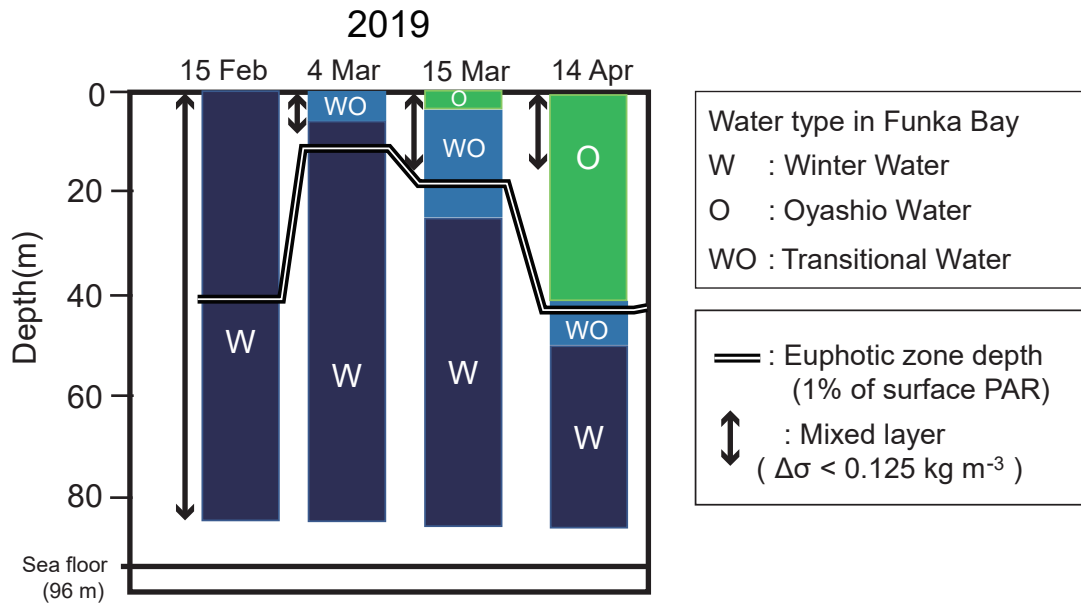 2019
15 Feb 4 Mar 15 Mar 14 Apr
0
20
40
60
80
Depth(m)
Sea floor
(96 m)
W
WO
W
O
WO
W
O
WO
W
Water type in Funka Bay
W : Winter Water
O : Oyashio Water
WO : Transitional Water
: Euphotic zone depth
(1% of surface PAR)
: Mixed layer
( Δσ < 0.125 kg m⁻³ )